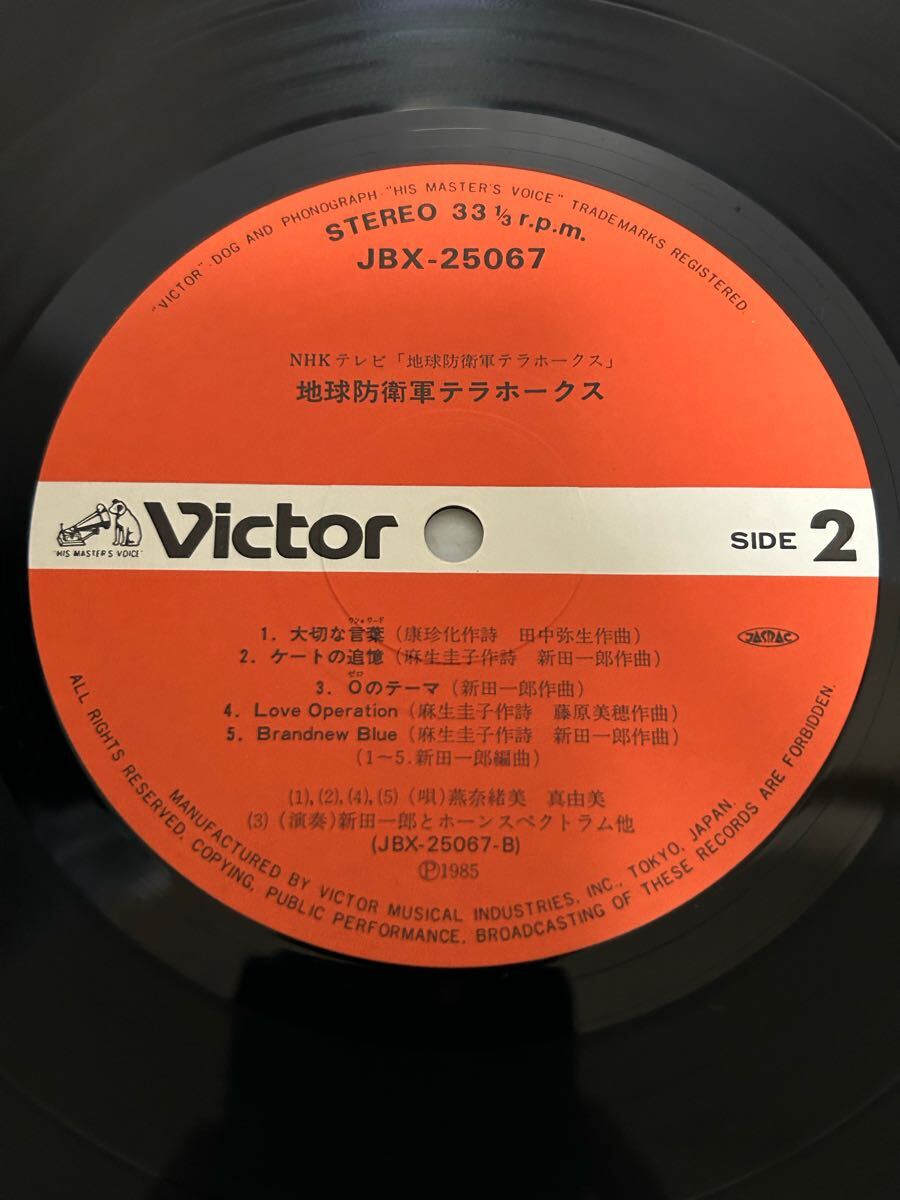 "VICTOR"·DOG AND PHONOGRAPH·"HIS MASTER'S VOICE" TRADEMARKS REGISTERED.
STEREO 33 1/3 r.p.m.
JBX-25067
NHKテレビ「地球防衛軍テラホークス」
地球防衛軍テラホークス
"HIS MASTER'S VOICE"
Victor
SIDE 2
ワン・ワード
1. 大切な言葉(康珍化作詩 田中弥生作曲)
JASRAC
2. ケートの追憶(麻生圭子作詩 新田一郎作曲)
ゼロ
3. 0のテーマ(新田一郎作曲)
4. Love Operation(麻生圭子作詩 藤原美穂作曲)
5. Brandnew Blue(麻生圭子作詩 新田一郎作曲)
(1〜5.新田一郎編曲)
(1),(2),(4),(5)(唄)燕奈緒美 真由美
(3)(演奏)新田一郎とホーンスペクトラム他
(JBX-25067-B)
Ⓟ1985
MANUFACTURED BY VICTOR MUSICAL INDUSTRIES, INC., TOKYO, JAPAN.
ALL RIGHTS RESERVED. COPYING, PUBLIC PERFORMANCE, BROADCASTING OF THESE RECORDS ARE FORBIDDEN.